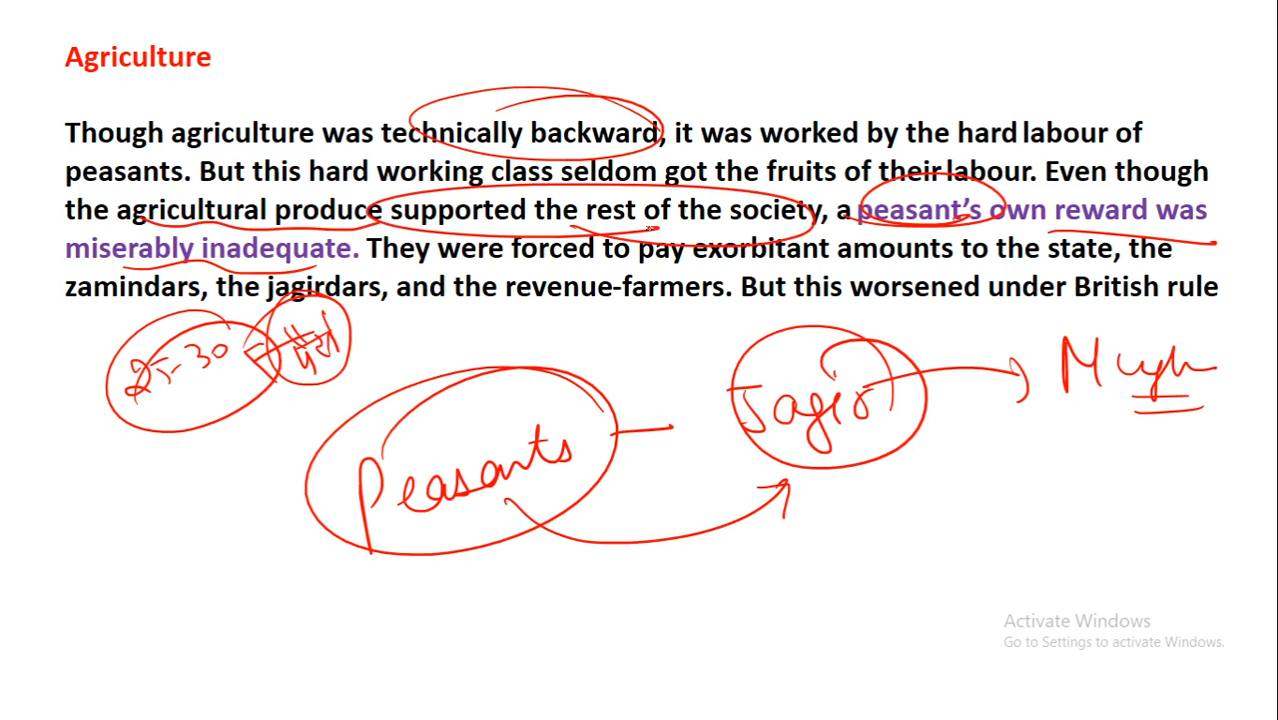 Agriculture
Though agriculture was technically backward, it was worked by the hard labour of
peasants. But this hard working class seldom got the fruits of their labour. Even though
the agricultural produce supported the rest of the society, a peasant's own reward was
miserably inadequate. They were forced to pay exorbitant amounts to the state, the
zamindars, the jagirdars, and the revenue-farmers. But this worsened under British rule
25-30
Peasants - Jagir Mugh
Activate Windows
Go to Settings to activate Windows.